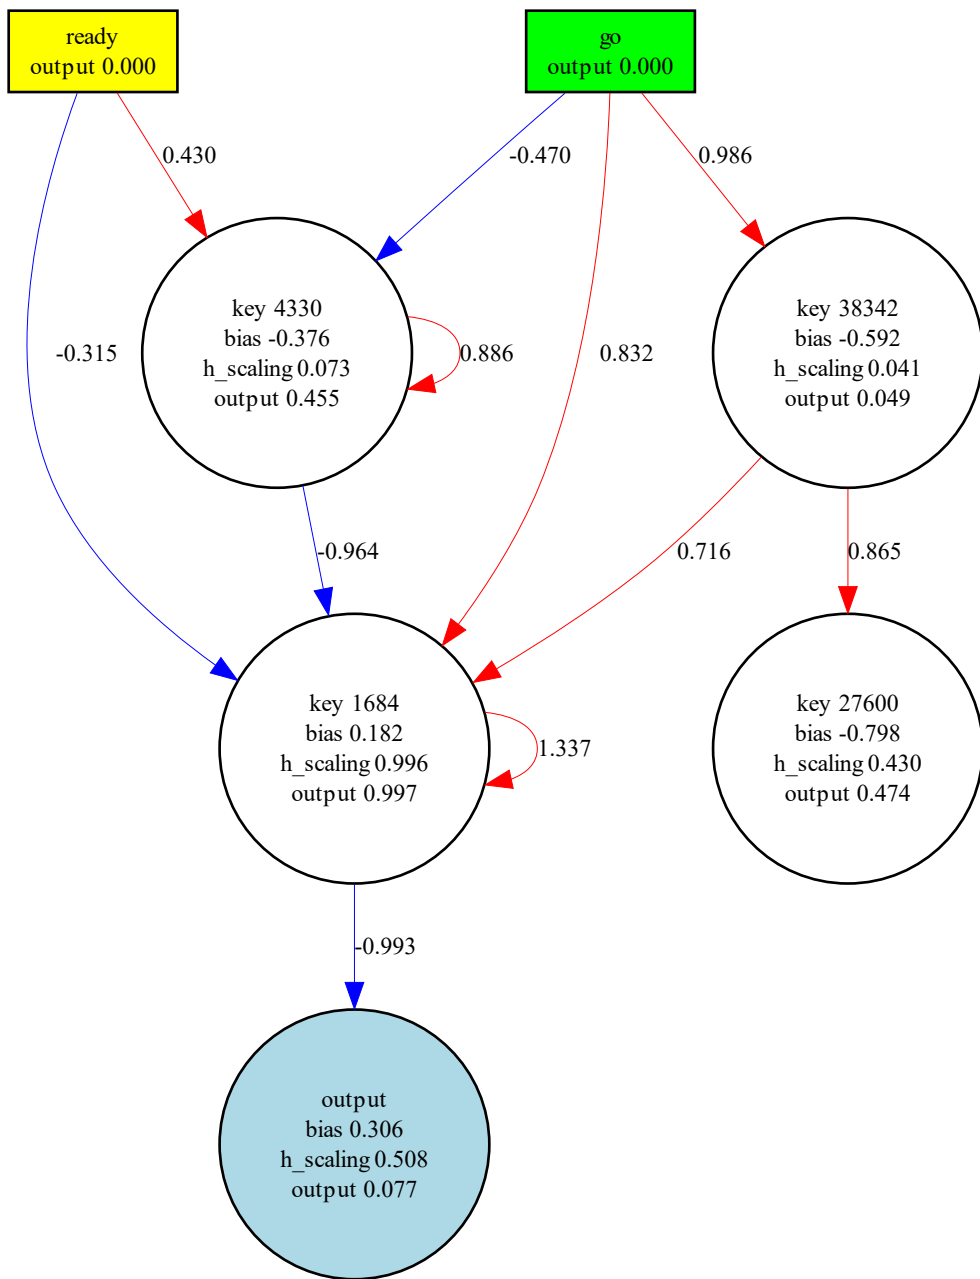 ready
output 0.000
go
output 0.000
0.430
-0.470
0.986
key 4330
bias -0.376
h_scaling 0.073
output 0.455
key 38342
bias -0.592
h_scaling 0.041
output 0.049
-0.315
0.886
0.832
-0.964
0.716
0.865
key 1684
bias 0.182
h_scaling 0.996
output 0.997
1.337
key 27600
bias -0.798
h_scaling 0.430
output 0.474
-0.993
output
bias 0.306
h_scaling 0.508
output 0.077